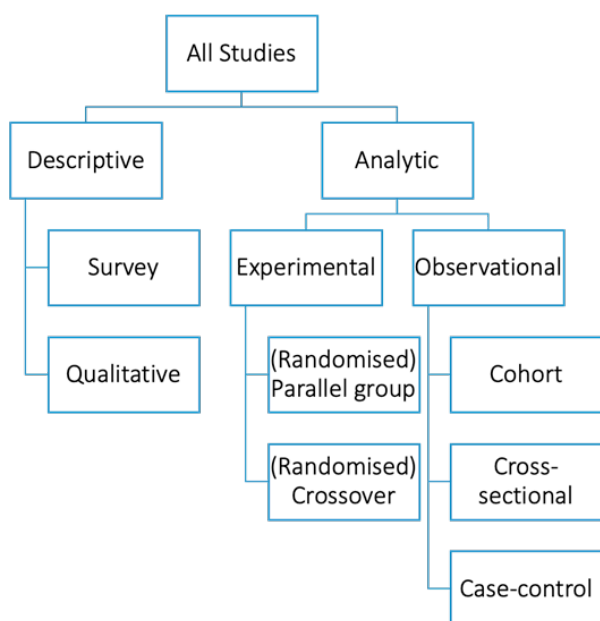 All Studies
Descriptive
Analytic
Survey
Experimental
Observational
Qualitative
(Randomised)
Parallel group
Cohort
(Randomised)
Crossover
Cross-
sectional
Case-control